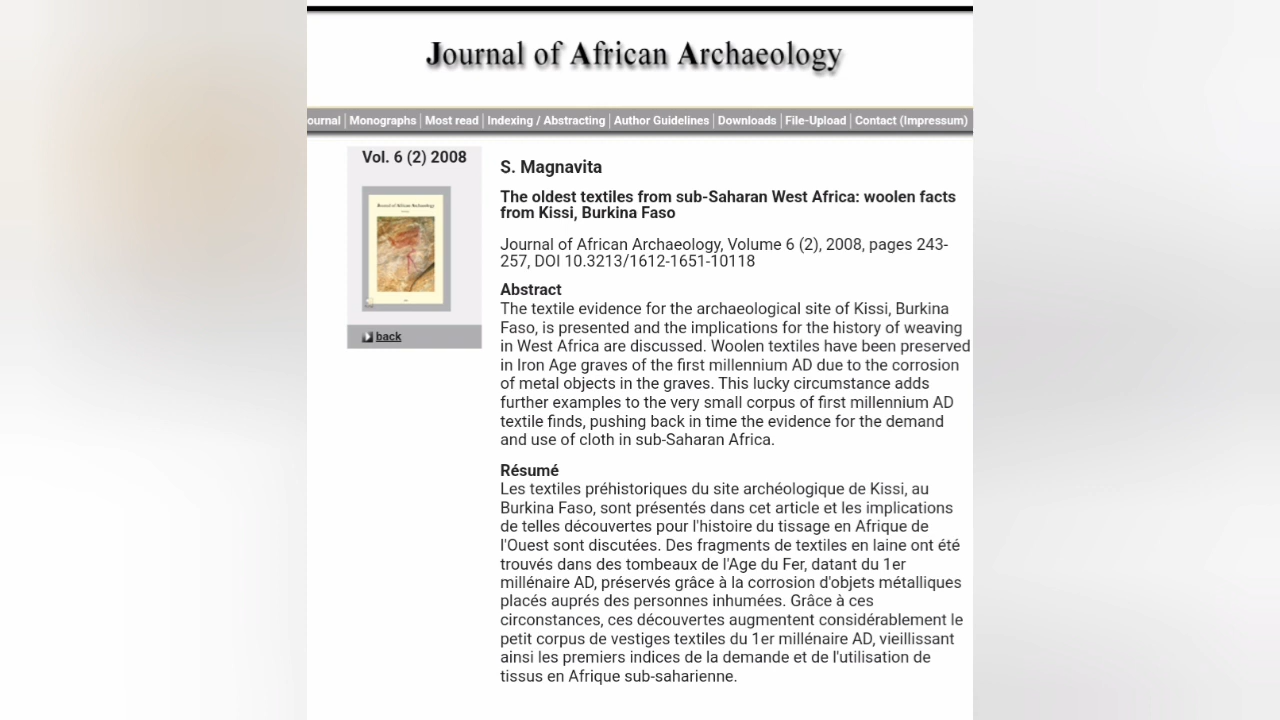 Journal of African Archaeology
ournal | Monographs | Most read | Indexing / Abstracting | Author Guidelines | Downloads | File-Upload | Contact (Impressum)
Vol. 6 (2) 2008
Journal of African Archaeology
back
S. Magnavita
The oldest textiles from sub-Saharan West Africa: woolen facts
from Kissi, Burkina Faso
Journal of African Archaeology, Volume 6 (2), 2008, pages 243-
257, DOI 10.3213/1612-1651-10118
Abstract
The textile evidence for the archaeological site of Kissi, Burkina
Faso, is presented and the implications for the history of weaving
in West Africa are discussed. Woolen textiles have been preserved
in Iron Age graves of the first millennium AD due to the corrosion
of metal objects in the graves. This lucky circumstance adds
further examples to the very small corpus of first millennium AD
textile finds, pushing back in time the evidence for the demand
and use of cloth in sub-Saharan Africa.
Résumé
Les textiles préhistoriques du site archéologique de Kissi, au
Burkina Faso, sont présentés dans cet article et les implications
de telles découvertes pour l'histoire du tissage en Afrique de
l'Ouest sont discutées. Des fragments de textiles en laine ont été
trouvés dans des tombeaux de l'Age du Fer, datant du 1er
millénaire AD, préservés grâce à la corrosion d'objets métalliques
placés auprés des personnes inhumées. Grâce à ces
circonstances, ces découvertes augmentent considérablement le
petit corpus de vestiges textiles du 1er millénaire AD, vieillissant
ainsi les premiers indices de la demande et de l'utilisation de
tissus en Afrique sub-saharienne.